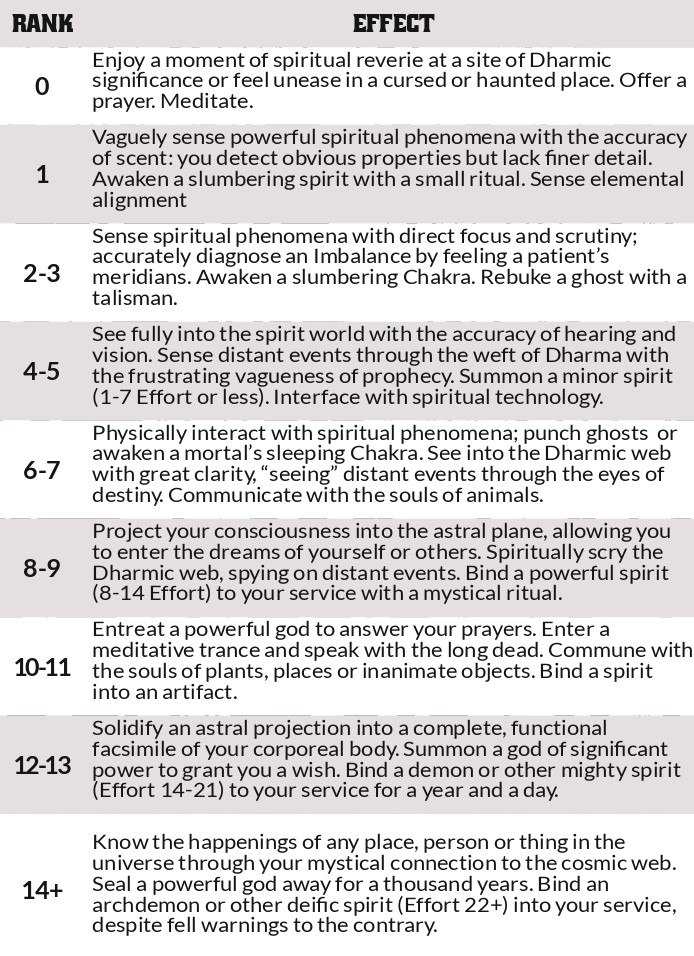 RANK EFFECT
0
Enjoy a moment of spiritual reverie at a site of Dharmic
significance or feel unease in a cursed or haunted place. Offer a
prayer. Meditate.
1
Vaguely sense powerful spiritual phenomena with the accuracy
of scent: you detect obvious properties but lack finer detail.
Awaken a slumbering spirit with a small ritual. Sense elemental
alignment
2-3
Sense spiritual phenomena with direct focus and scrutiny;
accurately diagnose an Imbalance by feeling a patient’s
meridians. Awaken a slumbering Chakra. Rebuke a ghost with a
talisman.
4-5
See fully into the spirit world with the accuracy of hearing and
vision. Sense distant events through the weft of Dharma with
the frustrating vagueness of prophecy. Summon a minor spirit
(1-7 Effort or less). Interface with spiritual technology.
6-7
Physically interact with spiritual phenomena; punch ghosts or
awaken a mortal’s sleeping Chakra. See into the Dharmic web
with great clarity, “seeing” distant events through the eyes of
destiny. Communicate with the souls of animals.
8-9
Project your consciousness into the astral plane, allowing you
to enter the dreams of yourself or others. Spiritually scry the
Dharmic web, spying on distant events. Bind a powerful spirit
(8-14 Effort) to your service with a mystical ritual.
10-11
Entreat a powerful god to answer your prayers. Enter a
meditative trance and speak with the long dead. Commune with
the souls of plants, places or inanimate objects. Bind a spirit
into an artifact.
12-13
Solidify an astral projection into a complete, functional
facsimile of your corporeal body. Summon a god of significant
power to grant you a wish. Bind a demon or other mighty spirit
(Effort 14-21) to your service for a year and a day.
14+
Know the happenings of any place, person or thing in the
universe through your mystical connection to the cosmic web.
Seal a powerful god away for a thousand years. Bind an
archdemon or other deific spirit (Effort 22+) into your service,
despite fell warnings to the contrary.